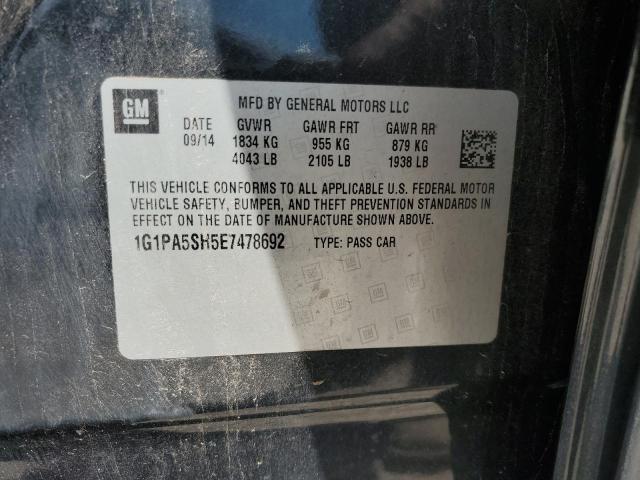 GM
MFD BY GENERAL MOTORS LLC
DATE GVWR GAWR FRT GAWR RR
09/14 1834 KG 955 KG 879 KG
4043 LB 2105 LB 1938 LB
THIS VEHICLE CONFORMS TO ALL APPLICABLE U.S. FEDERAL MOTOR
VEHICLE SAFETY, BUMPER, AND THEFT PREVENTION STANDARDS IN
EFFECT ON THE DATE OF MANUFACTURE SHOWN ABOVE.
1G1PA5SH5E7478692 TYPE: PASS CAR